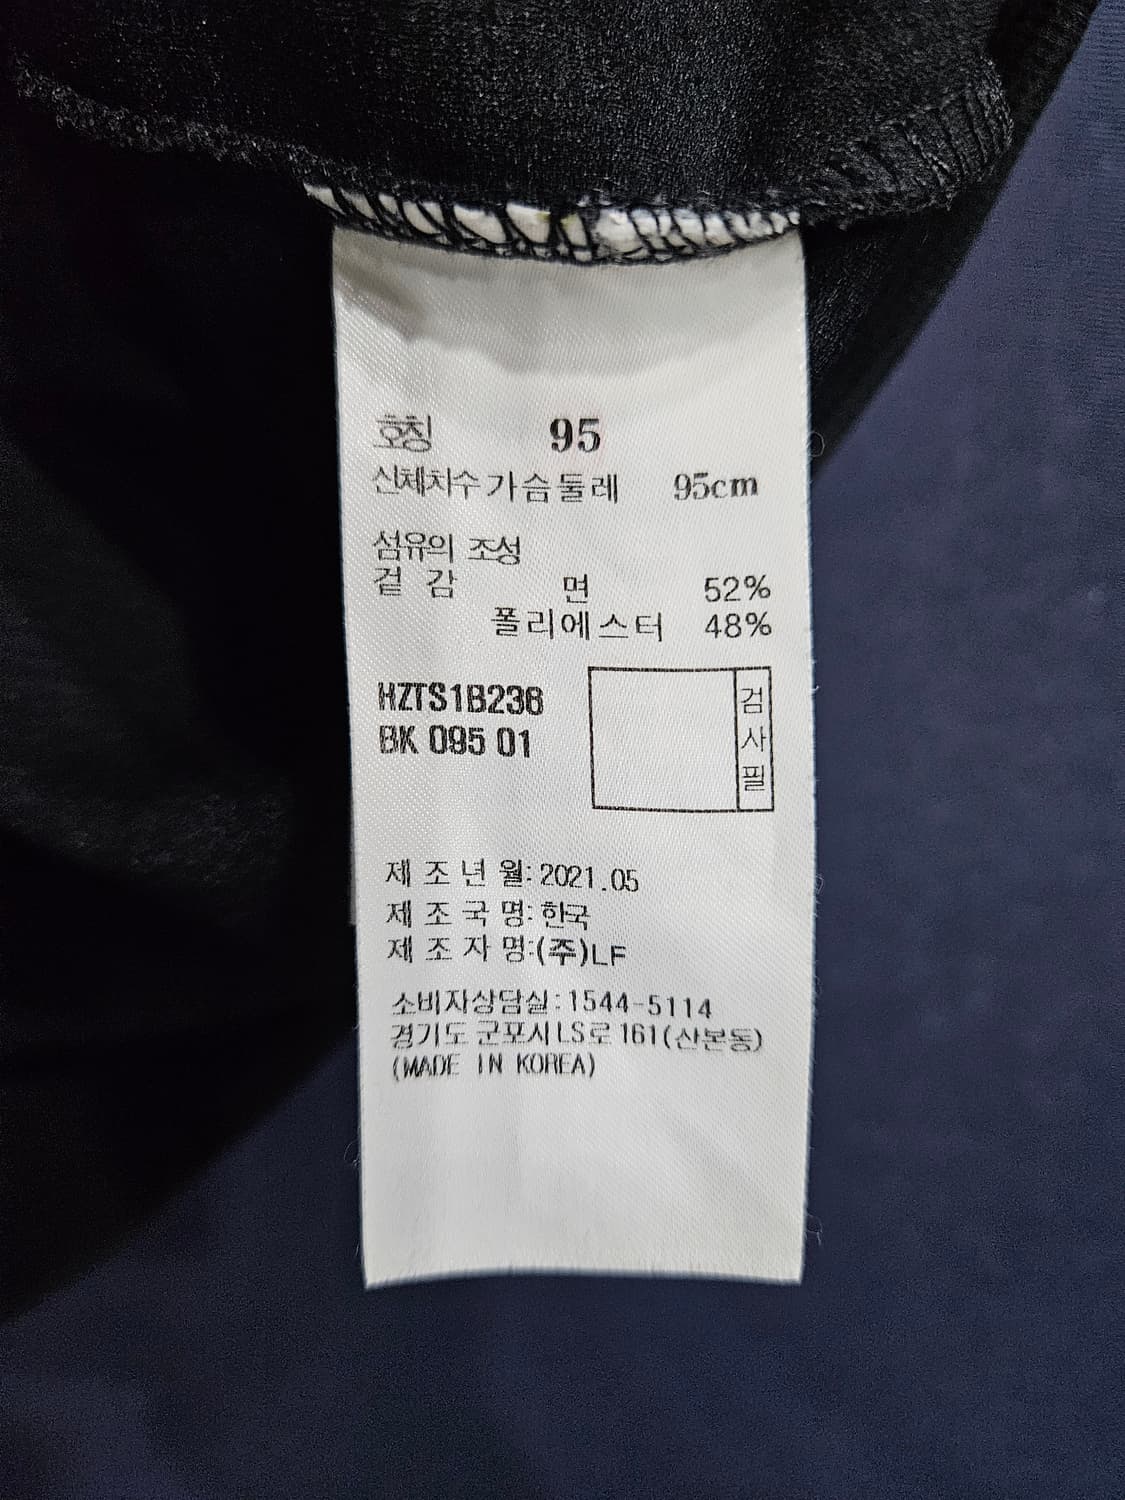 호칭 95
신체치수 가슴둘레 95cm
섬유의 조성
겉 감 면 52%
폴리에스터 48%
HZTS1B236
BK 095 01
검사필
제 조 년 월: 2021.05
제 조 국 명: 한국
제 조 자 명:(주)LF
소비자상담실: 1544-5114
경기도 군포시 LS로 161(산본동)
(MADE IN KOREA)